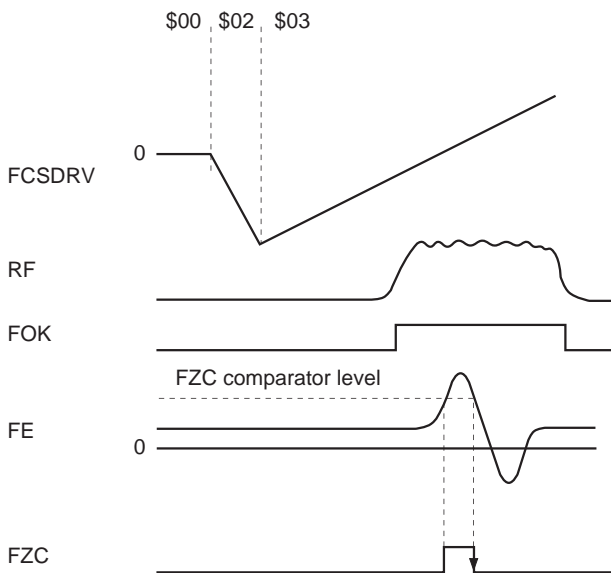 $00 $02 $03
0
FCSDRV
RF
FOK
FZC comparator level
FE
0
FZC